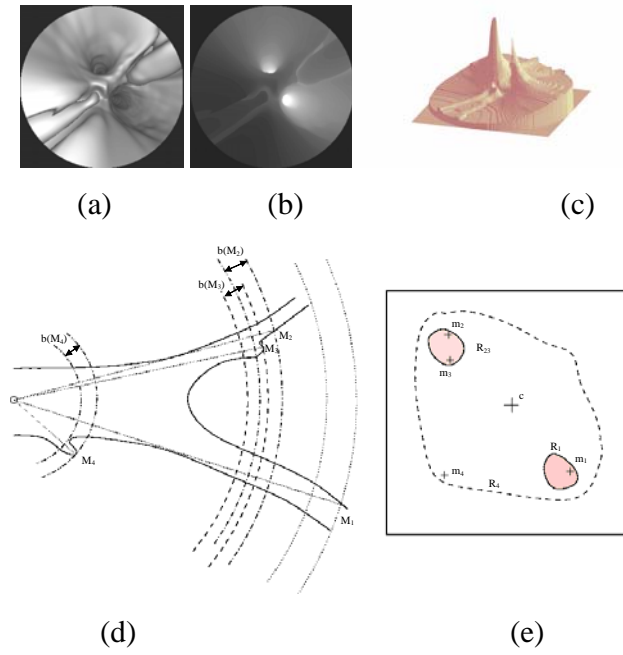 (a)
(b)
(c)
b(M₂)
b(M₃)
b(M₄)
M₂
M₃
M₄
M₁
m₂
R₂₃
m₃
c
R₁
m₁
m₄
R₄
(d)
(e)